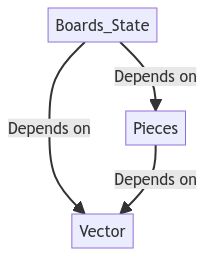 Boards_State
Depends on
Pieces
Depends on
Depends on
Vector